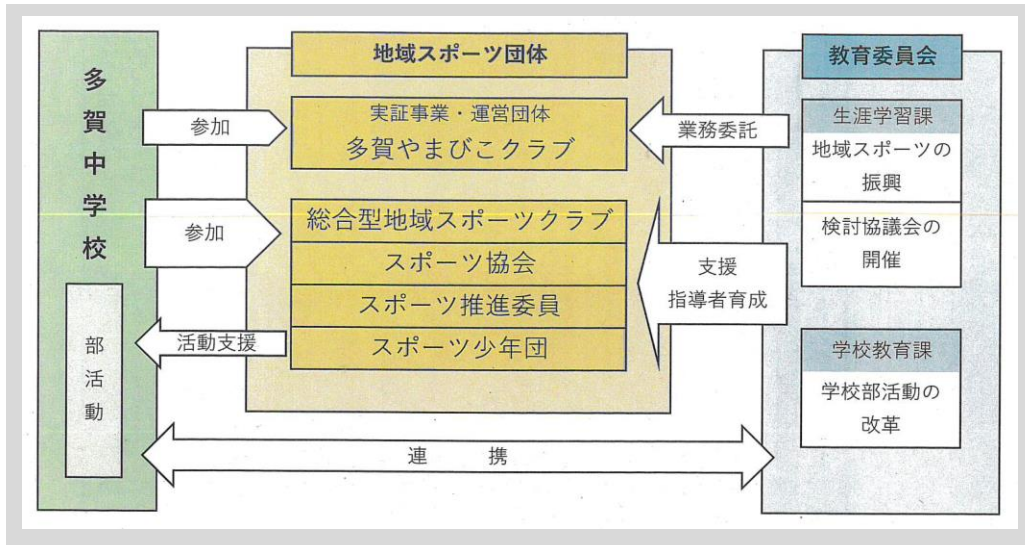 多賀中学校
部活動
参加
参加
活動支援
地域スポーツ団体
実証事業・運営団体
多賀やまびこクラブ
総合型地域スポーツクラブ
スポーツ協会
スポーツ推進委員
スポーツ少年団
業務委託
支援
指導者育成
教育委員会
生涯学習課
地域スポーツの
振興
検討協議会の
開催
学校教育課
学校部活動の
改革
連携